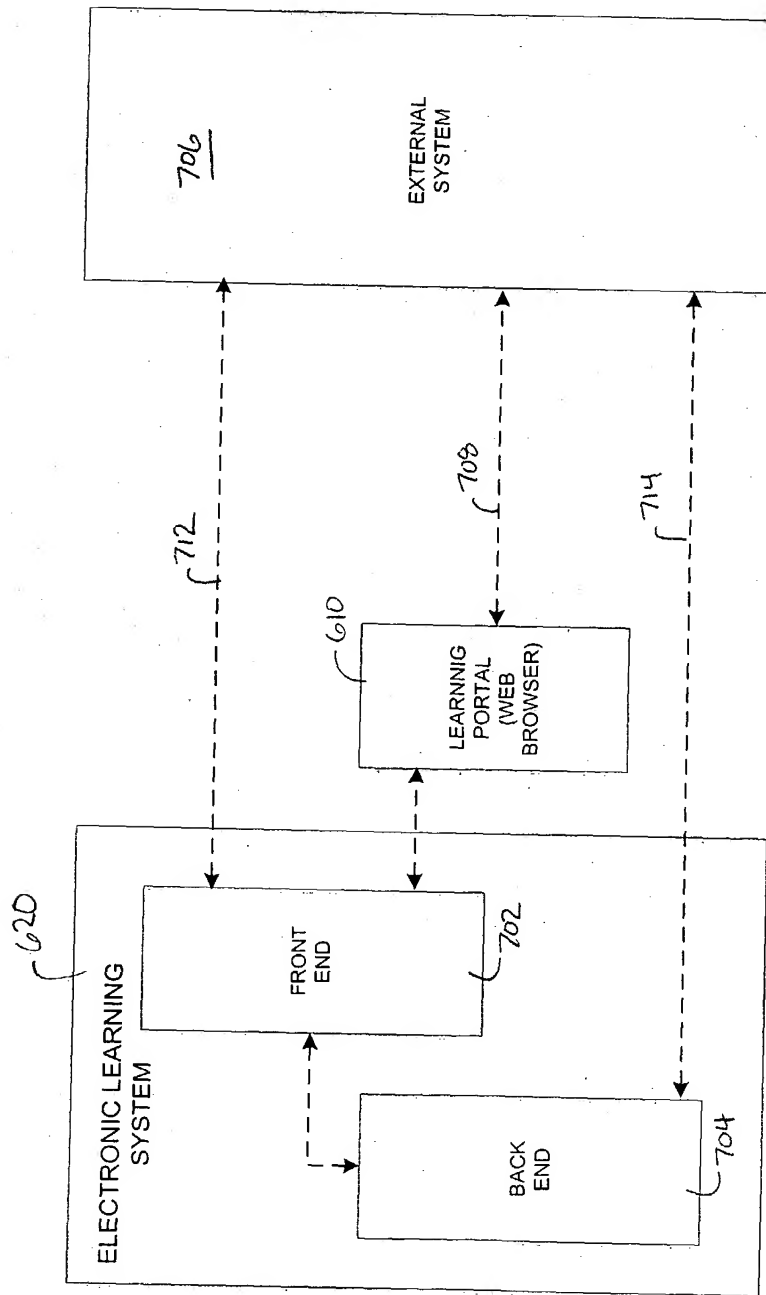 620
ELECTRONIC LEARNING
SYSTEM
FRONT
END
702
BACK
END
704
610
LEARNNIG
PORTAL
(WEB
BROWSER)
712
708
714
706
EXTERNAL
SYSTEM